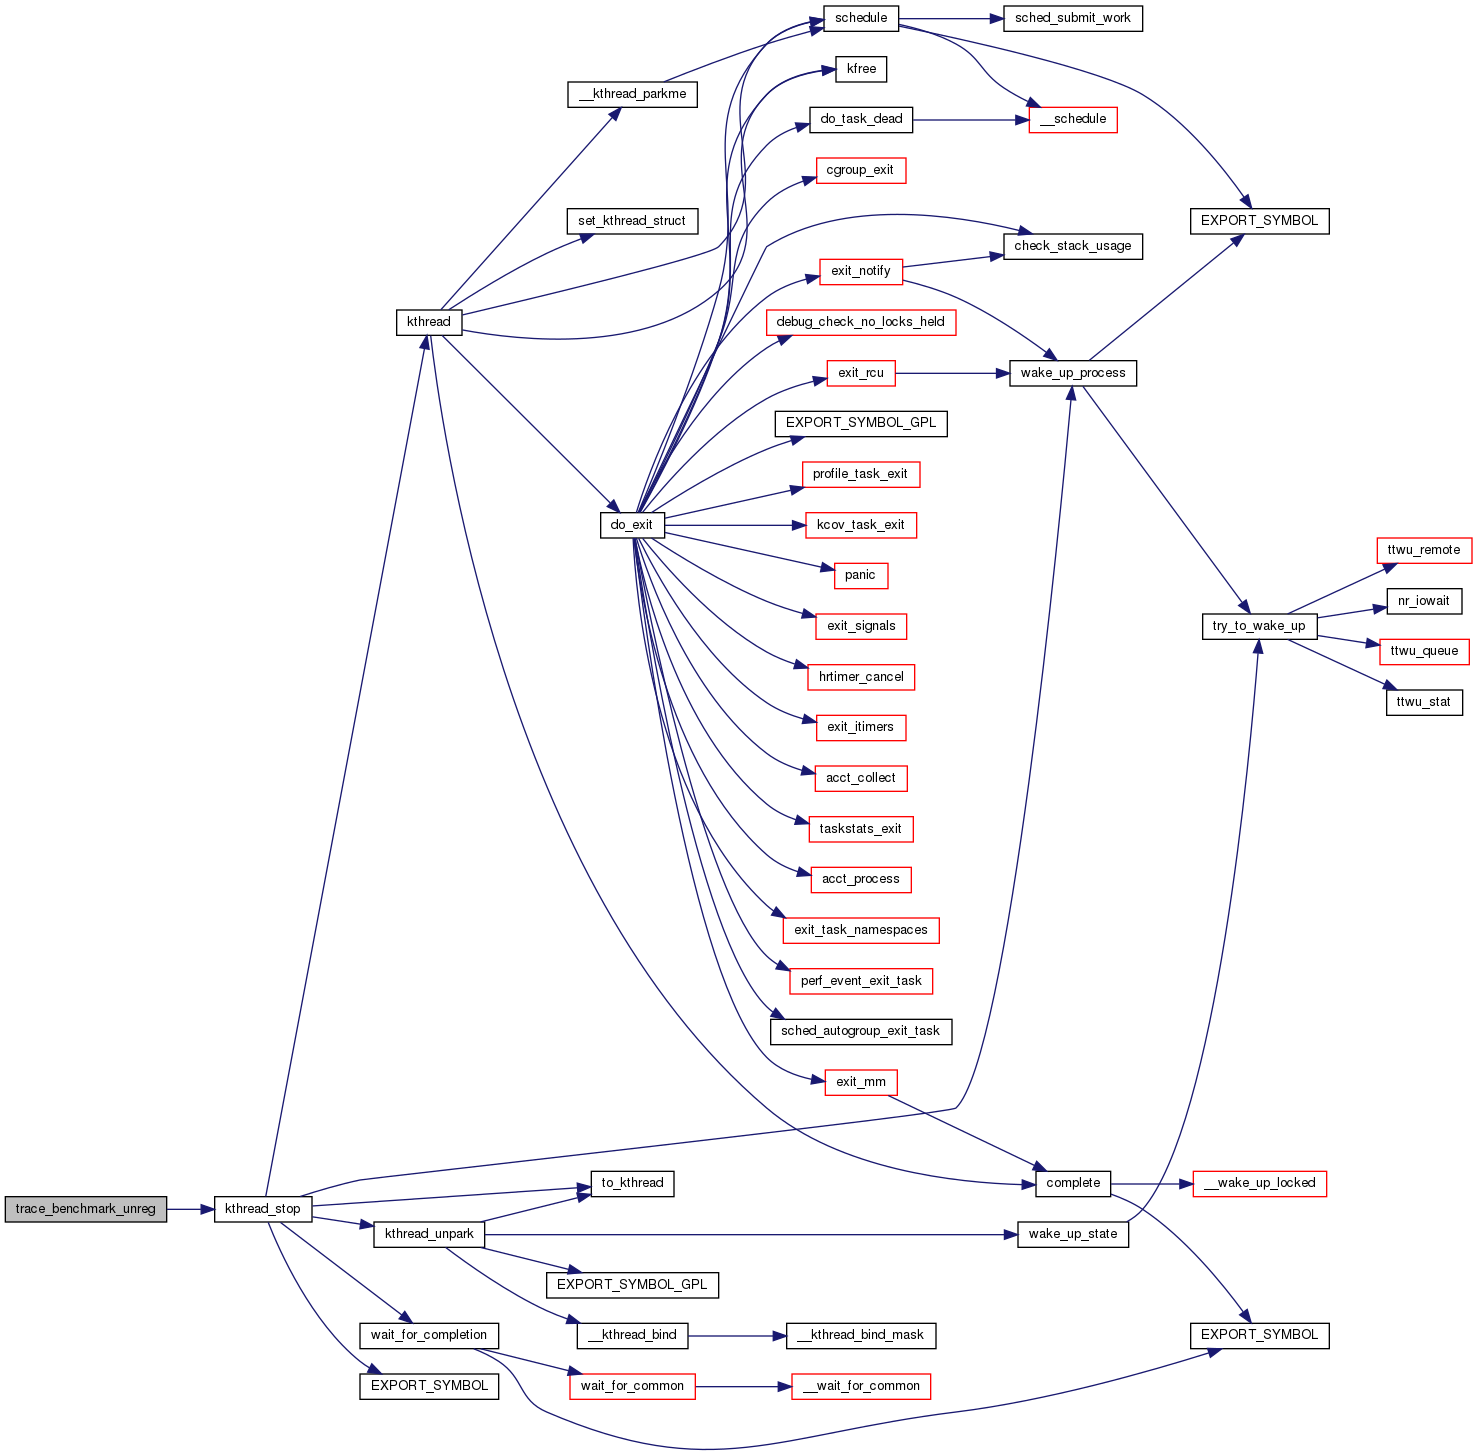 schedule
sched_submit_work
kfree
__kthread_parkme
do_task_dead
__schedule
cgroup_exit
set_kthread_struct
EXPORT_SYMBOL
check_stack_usage
exit_notify
kthread
debug_check_no_locks_held
exit_rcu
wake_up_process
EXPORT_SYMBOL_GPL
profile_task_exit
do_exit
kcov_task_exit
ttwu_remote
panic
nr_iowait
exit_signals
try_to_wake_up
ttwu_queue
hrtimer_cancel
ttwu_stat
exit_itimers
acct_collect
taskstats_exit
acct_process
exit_task_namespaces
perf_event_exit_task
sched_autogroup_exit_task
exit_mm
to_kthread
complete
__wake_up_locked
trace_benchmark_unreg
kthread_stop
kthread_unpark
wake_up_state
EXPORT_SYMBOL_GPL
wait_for_completion
__kthread_bind
__kthread_bind_mask
EXPORT_SYMBOL
EXPORT_SYMBOL
wait_for_common
__wait_for_common